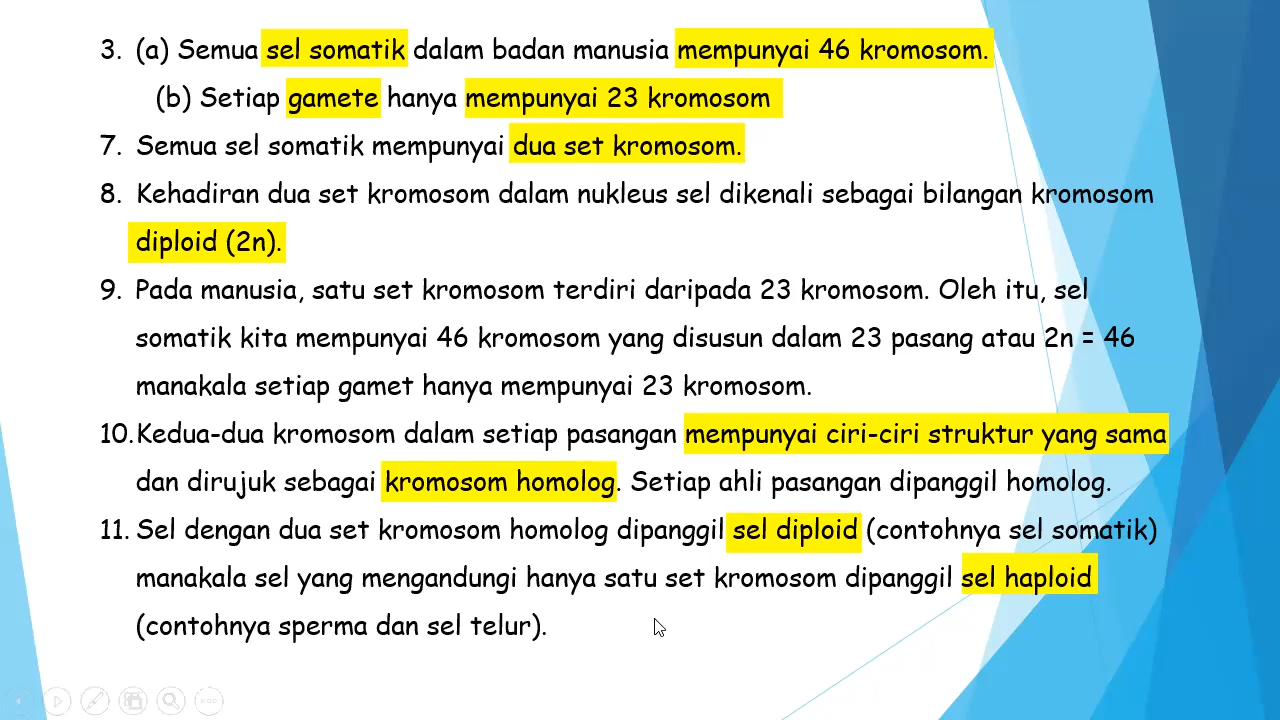 3. (a) Semua sel somatik dalam badan manusia mempunyai 46 kromosom.
(b) Setiap gamete hanya mempunyai 23 kromosom
7. Semua sel somatik mempunyai dua set kromosom.
8. Kehadiran dua set kromosom dalam nukleus sel dikenali sebagai bilangan kromosom
diploid (2n).
9. Pada manusia, satu set kromosom terdiri daripada 23 kromosom. Oleh itu, sel
somatik kita mempunyai 46 kromosom yang disusun dalam 23 pasang atau 2n = 46
manakala setiap gamet hanya mempunyai 23 kromosom.
10. Kedua-dua kromosom dalam setiap pasangan mempunyai ciri-ciri struktur yang sama
dan dirujuk sebagai kromosom homolog. Setiap ahli pasangan dipanggil homolog.
11. Sel dengan dua set kromosom homolog dipanggil sel diploid (contohnya sel somatik)
manakala sel yang mengandungi hanya satu set kromosom dipanggil sel haploid
(contohnya sperma dan sel telur).